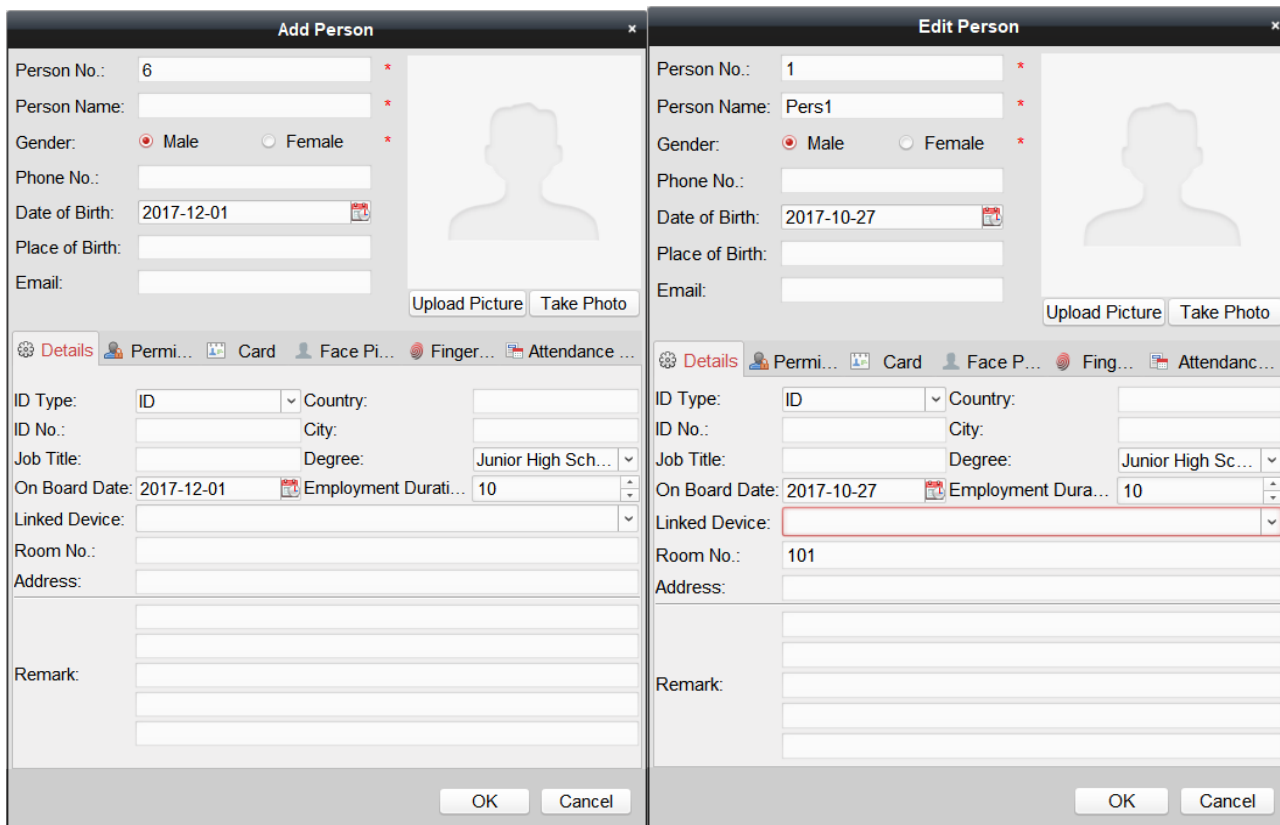 Add Person ×
Person No.: 6 *
Person Name: *
Gender: Male Female *
Phone No.:
Date of Birth: 2017-12-01
Place of Birth:
Email:
Upload Picture Take Photo
Details Permi... Card Face Pi... Finger... Attendance ...
ID Type: ID Country:
ID No.: City:
Job Title: Degree: Junior High Sch...
On Board Date: 2017-12-01 Employment Durati... 10
Linked Device:
Room No.:
Address:
Remark:
OK Cancel
Edit Person ×
Person No.: 1 *
Person Name: Pers1 *
Gender: Male Female *
Phone No.:
Date of Birth: 2017-10-27
Place of Birth:
Email:
Upload Picture Take Photo
Details Permi... Card Face P... Fing... Attendanc...
ID Type: ID Country:
ID No.: City:
Job Title: Degree: Junior High Sc...
On Board Date: 2017-10-27 Employment Dura... 10
Linked Device:
Room No.: 101
Address:
Remark:
OK Cancel